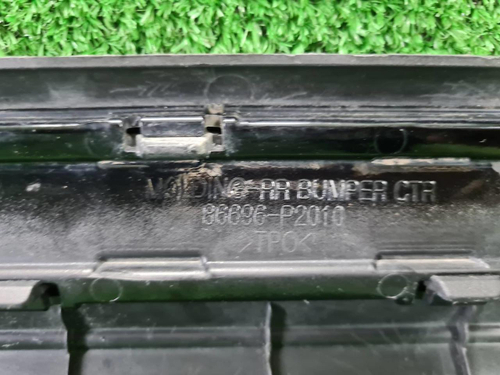 MOLDING-RR BUMPER CTR
86696-P2010
>TPO<